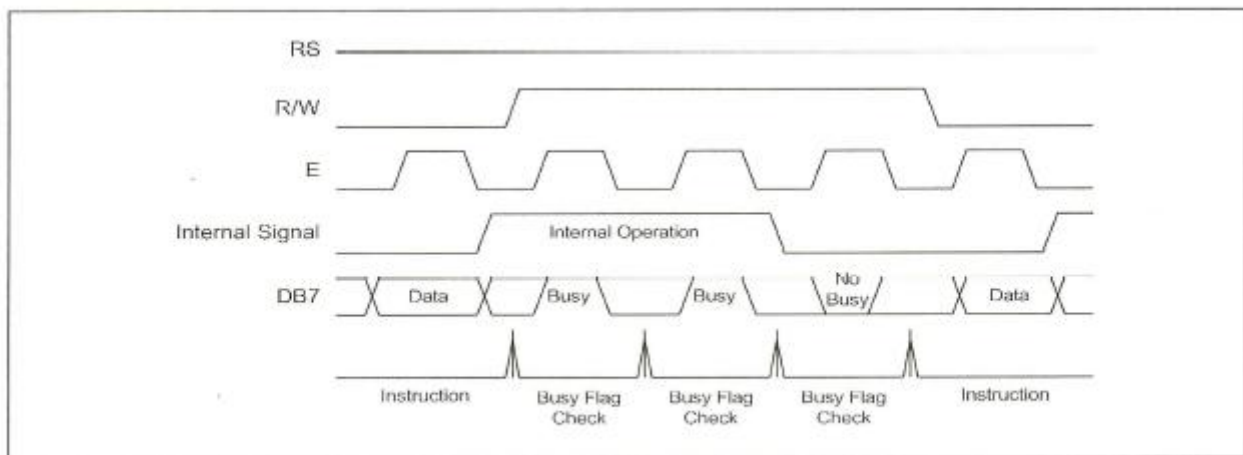 RS
R/W
E
Internal Signal
Internal Operation
DB7
Data
Busy
Busy
No
Busy
Data
Instruction
Busy Flag
Check
Busy Flag
Check
Busy Flag
Check
Instruction